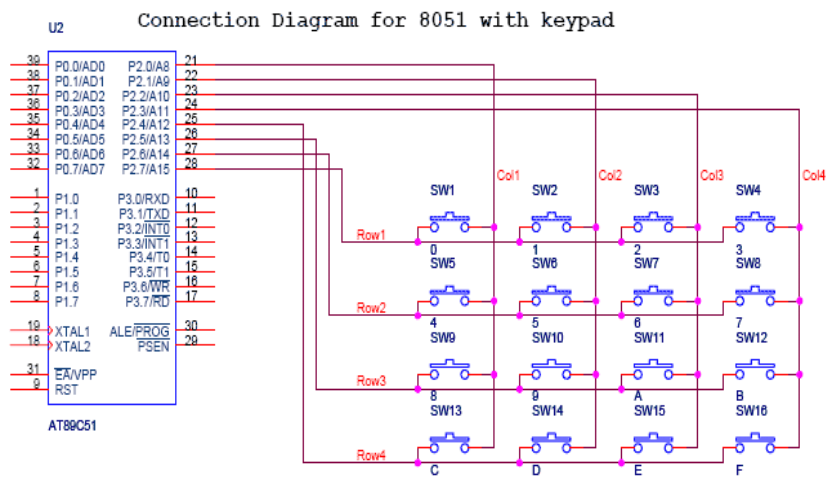 Connection Diagram for 8051 with keypad
U2
39 P0.0/AD0 P2.0/A8 21
38 P0.1/AD1 P2.1/A9 22
37 P0.2/AD2 P2.2/A10 23
36 P0.3/AD3 P2.3/A11 24
35 P0.4/AD4 P2.4/A12 25
34 P0.5/AD5 P2.5/A13 26
33 P0.6/AD6 P2.6/A14 27
32 P0.7/AD7 P2.7/A15 28
1 P1.0 P3.0/RXD 10
2 P1.1 P3.1/TXD 11
3 P1.2 P3.2/INT0 12
4 P1.3 P3.3/INT1 13
5 P1.4 P3.4/T0 14
6 P1.5 P3.5/T1 15
7 P1.6 P3.6/WR 16
8 P1.7 P3.7/RD 17
19 XTAL1 ALE/PROG 30
18 XTAL2 PSEN 29
31 EA/VPP
9 RST
AT89C51
Col1 Col2 Col3 Col4
SW1 SW2 SW3 SW4
Row1
0 1 2 3
SW5 SW6 SW7 SW8
Row2
4 5 6 7
SW9 SW10 SW11 SW12
Row3
8 9 A B
SW13 SW14 SW15 SW16
Row4
C D E F